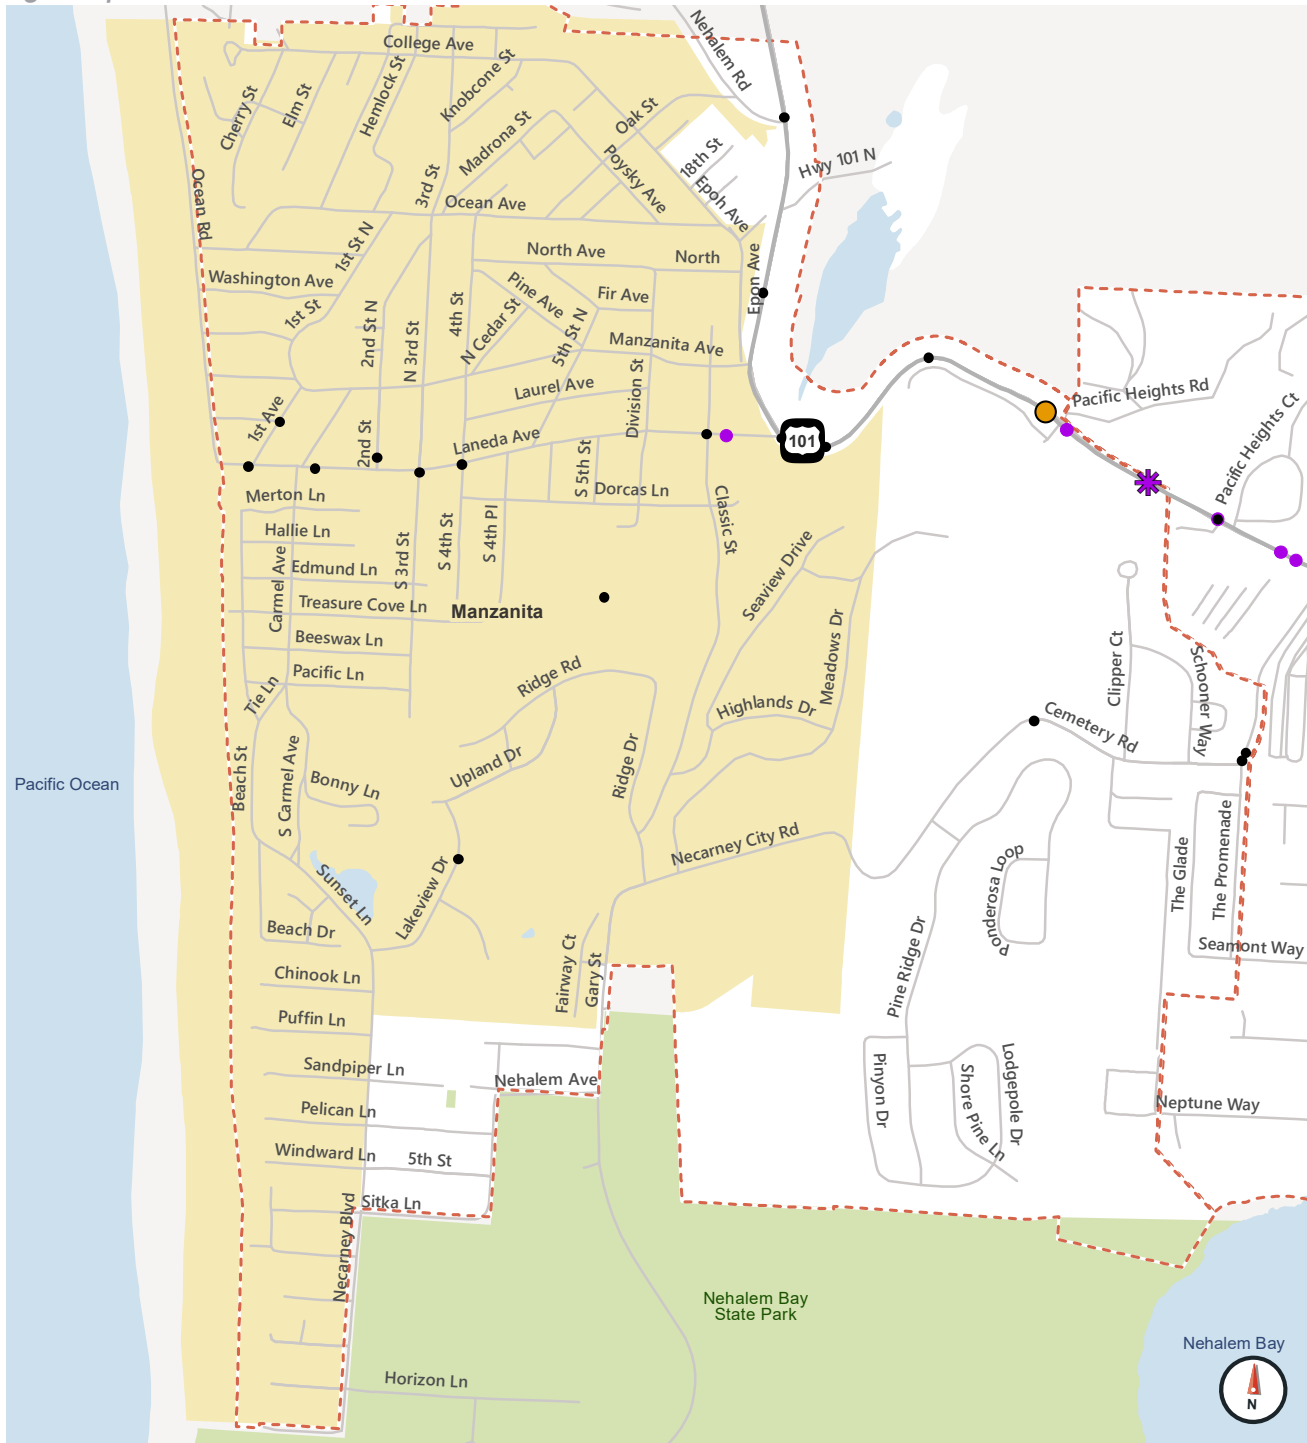 College Ave
Nehalem Rd
Knobcone St
Hemlock St
Elm St
Cherry St
Oak St
Madrona St
18th St
Hwy 101 N
Poysky Ave
Epoh Ave
3rd St
Ocean Ave
Ocean Rd
1st St N
North Ave
North
Epon Ave
Washington Ave
Pine Ave
Fir Ave
1st St
4th St
2nd St N
N 3rd St
N Cedar St
5th St N
Manzanita Ave
Laurel Ave
Division St
Pacific Heights Rd
1st Ave
2nd St
Laneda Ave
101
Pacific Heights Ct
S 5th St
Merton Ln
Dorcas Ln
Classic St
Hallie Ln
S 4th St
S 4th Pl
Edmund Ln
S 3rd St
Seaview Drive
Carmel Ave
Treasure Cove Ln
Manzanita
Beeswax Ln
Meadows Dr
Clipper Ct
Schooner Way
Pacific Ln
Ridge Rd
Tie Ln
Highlands Dr
Cemetery Rd
Beach St
S Carmel Ave
Upland Dr
Ridge Dr
Pacific Ocean
Bonny Ln
Necarney City Rd
The Glade
The Promenade
Sunset Ln
Lakeview Dr
Ponderosa Loop
Beach Dr
Seamont Way
Chinook Ln
Fairway Ct
Gary St
Pine Ridge Dr
Puffin Ln
Sandpiper Ln
Nehalem Ave
Pinyon Dr
Shore Pine Ln
Lodgepole Dr
Pelican Ln
Neptune Way
Windward Ln
5th St
Sitka Ln
Necarney Blvd
Nehalem Bay
State Park
Nehalem Bay
Horizon Ln
N